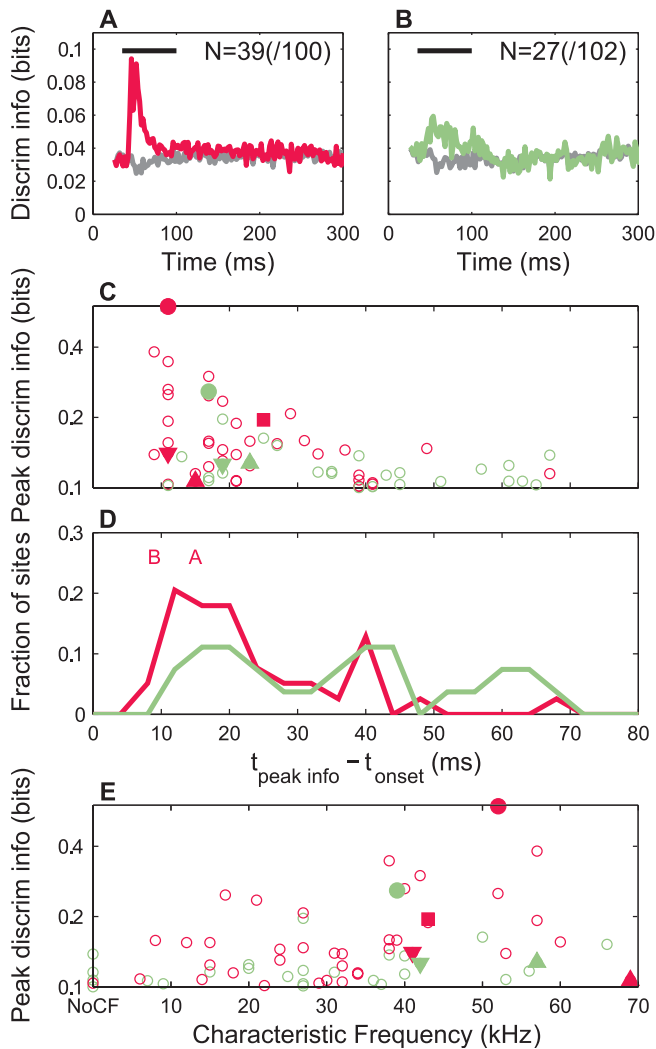 A
B
0.1
N=39(/100)
N=27(/102)
0.08
0.06
0.04
0.02
Discrim info (bits)
0 100 200 300
0 100 200 300
Time (ms)
Time (ms)
C
0.4
0.2
0.1
Peak discrim info (bits)
D
0.3
B A
0.2
0.1
0
Fraction of sites
0 10 20 30 40 50 60 70 80
t peak info – t onset (ms)
E
0.4
0.2
0.1
Peak discrim info (bits)
NoCF 10 20 30 40 50 60 70
Characteristic Frequency (kHz)